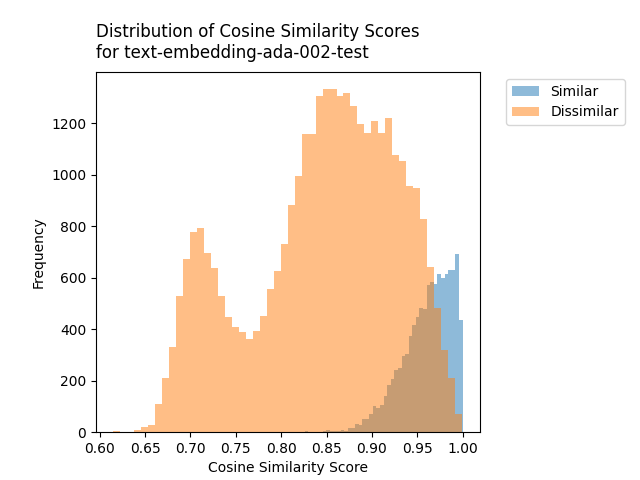 Distribution of Cosine Similarity Scores
for text-embedding-ada-002-test
Similar
Dissimilar
Frequency
1200
1000
800
600
400
200
0
0.60 0.65 0.70 0.75 0.80 0.85 0.90 0.95 1.00
Cosine Similarity Score